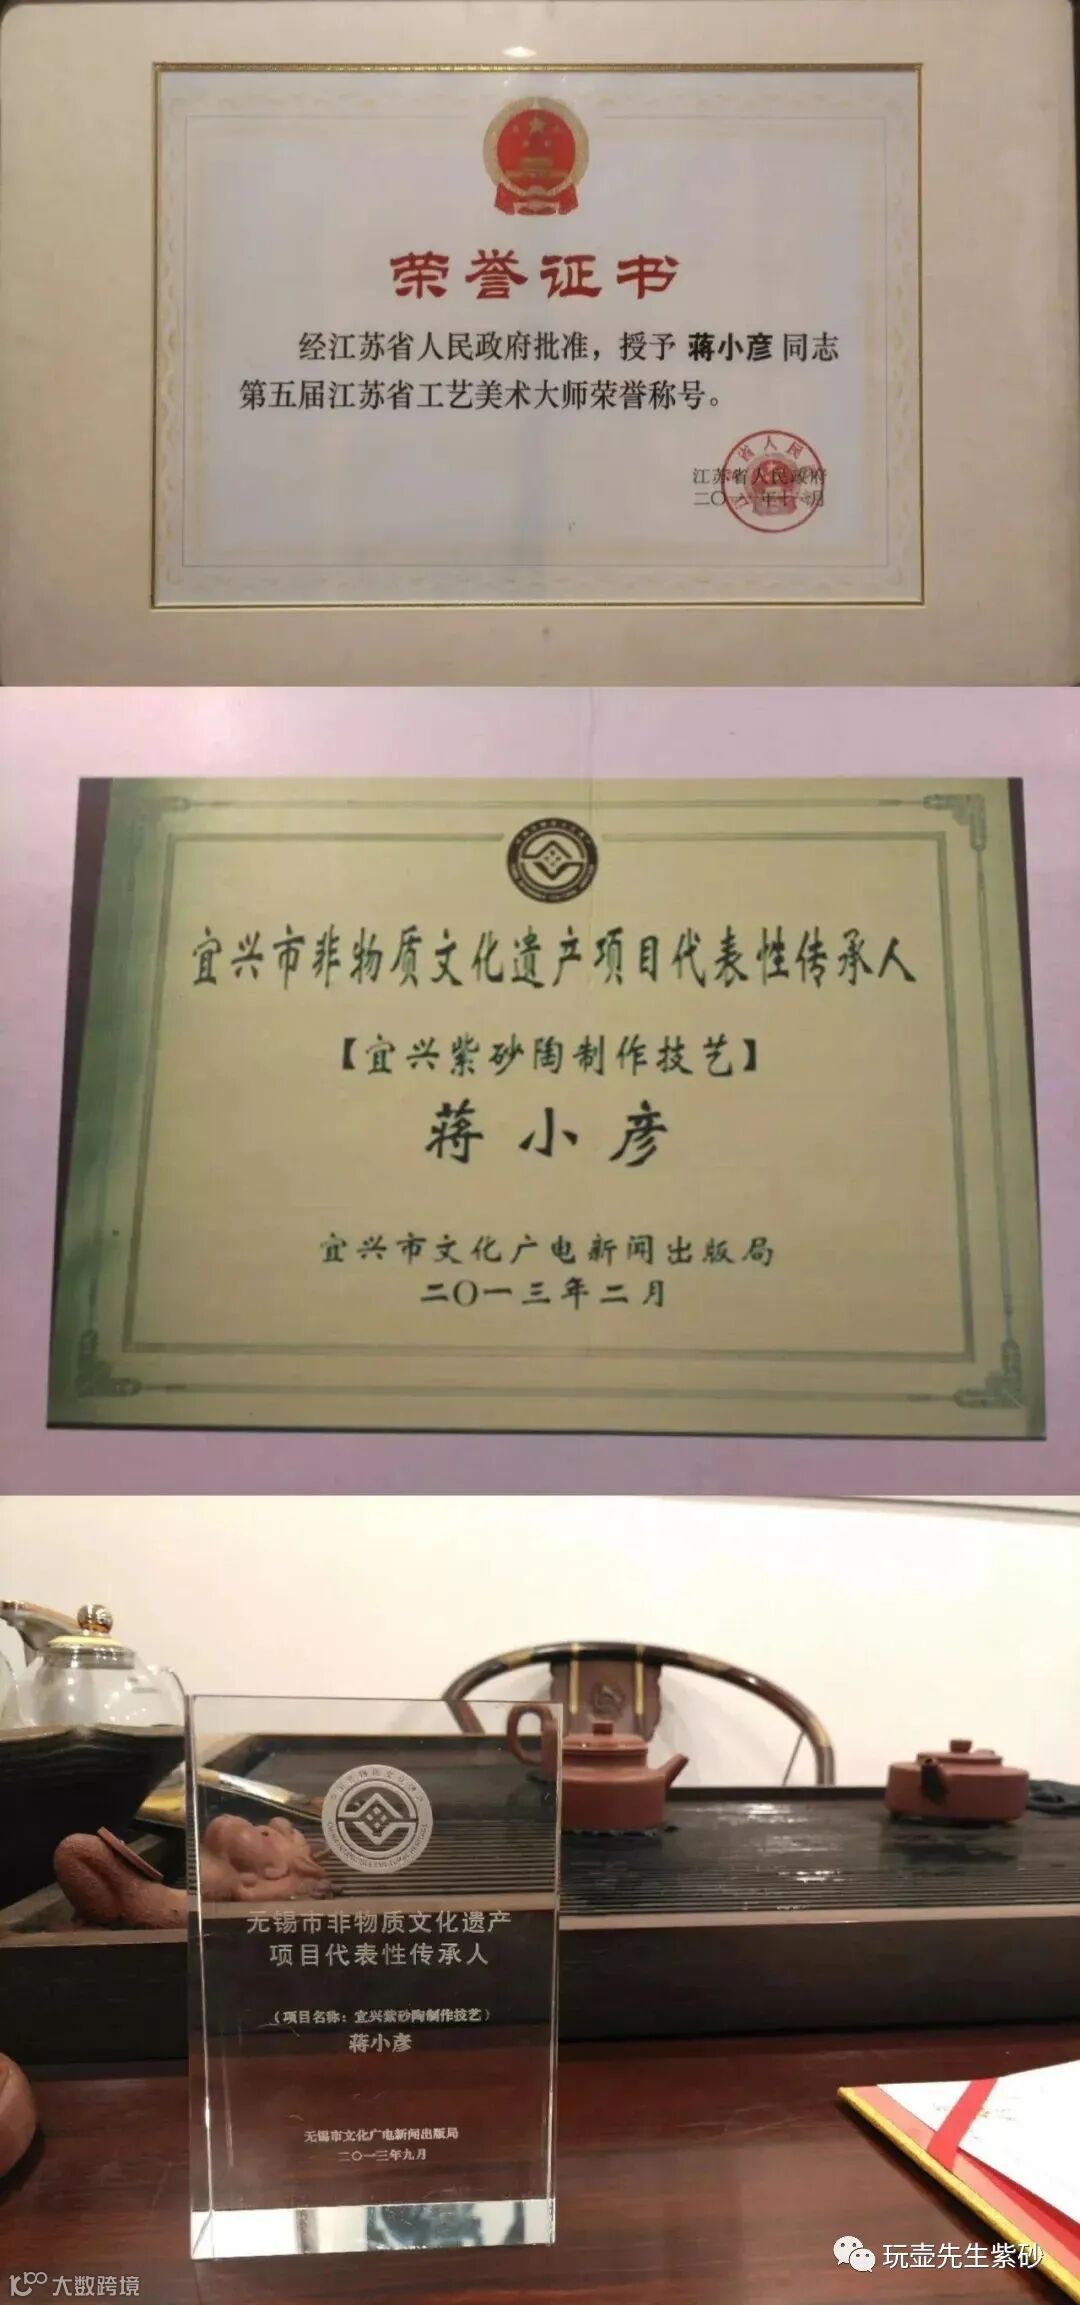 荣誉证书
经江苏省人民政府批准，授予 蒋小彦 同志
第五届江苏省工艺美术大师荣誉称号。
江苏省人民政府
宜兴市非物质文化遗产项目代表性传承人
【宜兴紫砂陶制作技艺】
蒋小彦
宜兴市文化广电新闻出版局
二〇一三年二月
无锡市非物质文化遗产
项目代表性传承人
（项目名称：宜兴紫砂陶制作技艺）
蒋小彦
无锡市文化广电新闻出版局
二〇一三年九月
玩壶先生紫砂
大数跨境